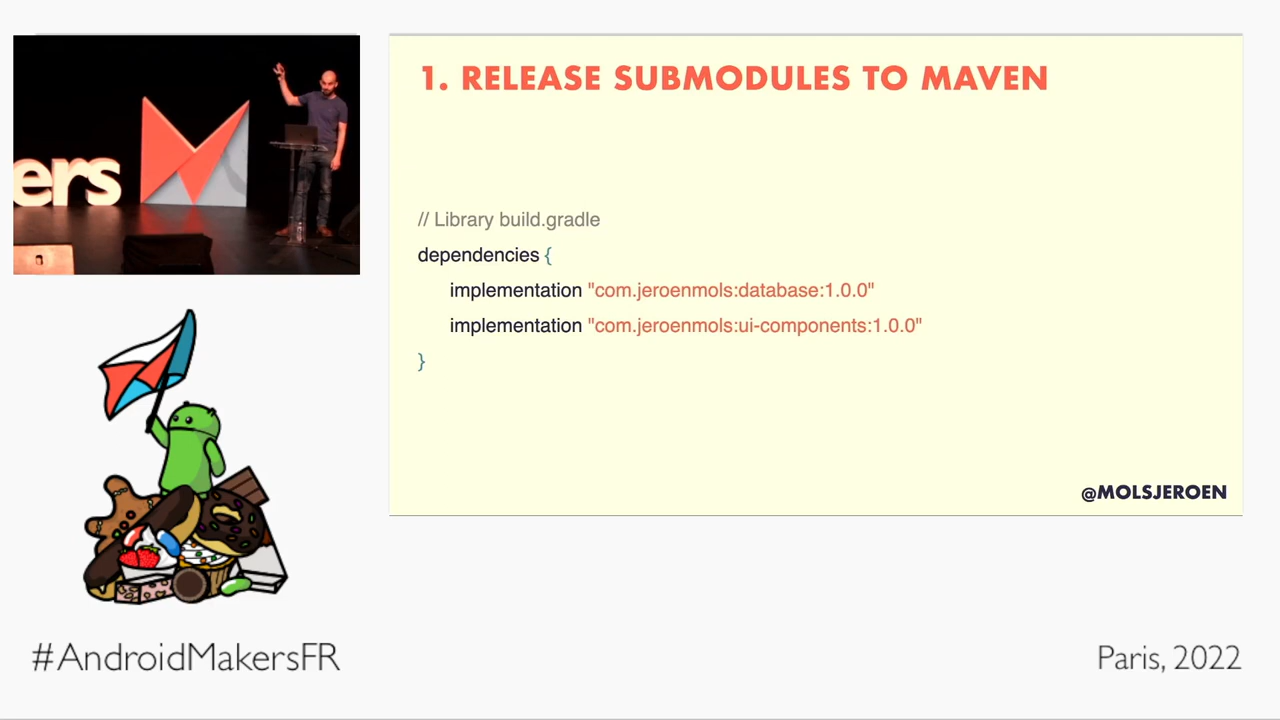 ers
1. RELEASE SUBMODULES TO MAVEN
// Library build.gradle
dependencies {
implementation "com.jeroenmols:database:1.0.0"
implementation "com.jeroenmols:ui-components:1.0.0"
}
@MOLSJEROEN
#AndroidMakersFR
Paris, 2022